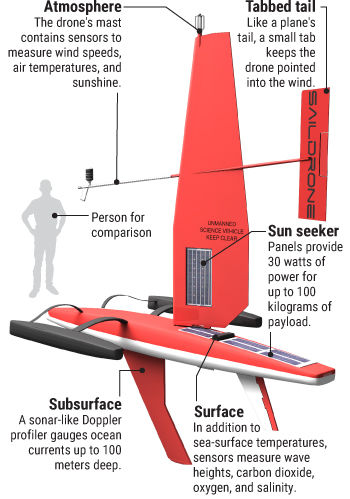 Atmosphere
The drone's mast
contains sensors to
measure wind speeds,
air temperatures, and
sunshine.
Tabbed tail
Like a plane's
tail, a small tab
keeps the
drone pointed
into the wind.
SAILDRONE
UNMANNED
SCIENCE VEHICLE
KEEP CLEAR
Person for
comparison
Sun seeker
Panels provide
30 watts of
power for
up to 100
kilograms of
payload.
Subsurface
A sonar-like Doppler
profiler gauges ocean
currents up to 100
meters deep.
Surface
In addition to
sea-surface temperatures,
sensors measure wave
heights, carbon dioxide,
oxygen, and salinity.